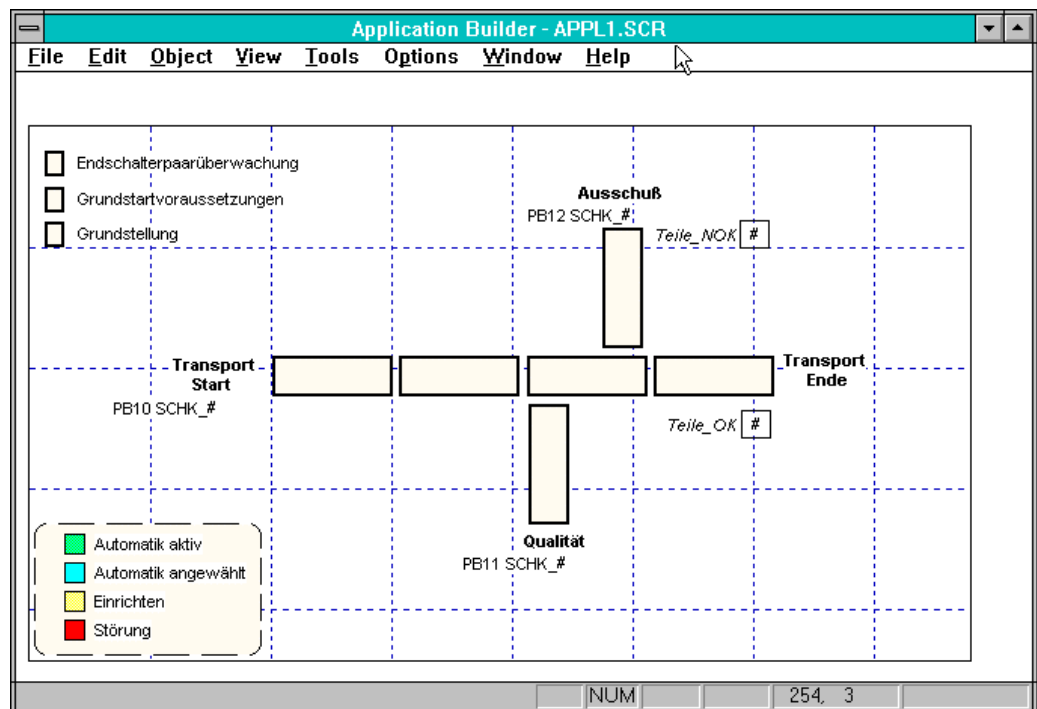 Application Builder - APPL1.SCR
File Edit Object View Tools Options Window Help
Endschalterpaarüberwachung
Grundstartvoraussetzungen
Grundstellung
Ausschuß
PB12 SCHK_#
Teile_NOK #
Transport
Start
PB10 SCHK_#
Transport
Ende
Teile_OK #
Qualität
PB11 SCHK_#
Automatik aktiv
Automatik angewählt
Einrichten
Störung
NUM 254, 3